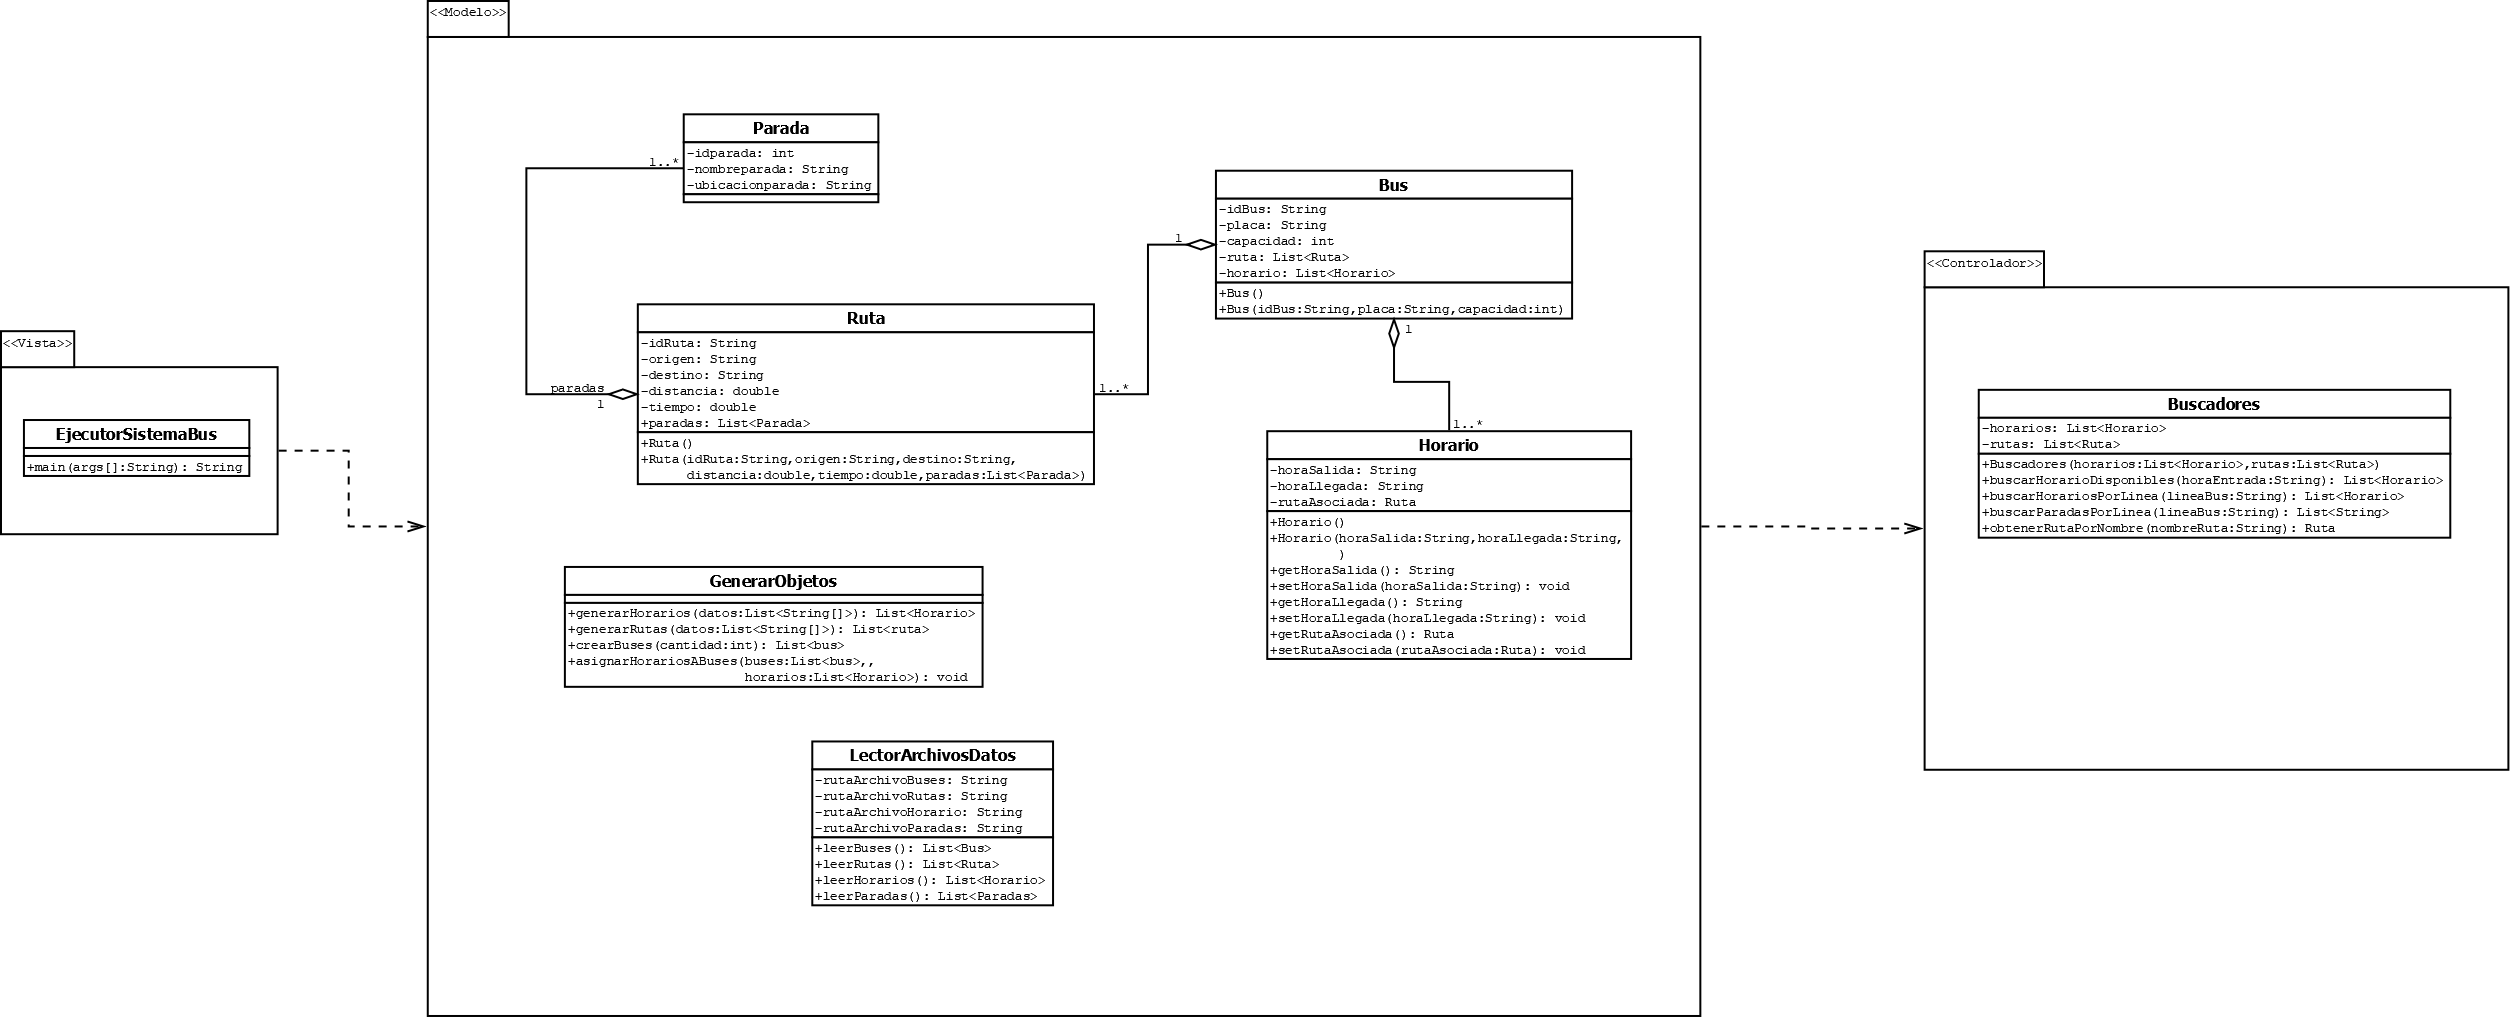 <<Vista>>
EjecutorSistemaBus
+main(args[]:String): String
<<Modelo>>
Parada
-idparada: int
-nombreparada: String
-ubicacionparada: String
1..*
paradas
1
Ruta
-idRuta: String
-origen: String
-destino: String
-distancia: double
-tiempo: double
+paradas: List<Parada>
+Ruta()
+Ruta(idRuta:String,origen:String,destino:String,
distancia:double,tiempo:double,paradas:List<Parada>)
1..*
1
Bus
-idBus: String
-placa: String
-capacidad: int
-ruta: List<Ruta>
-horario: List<Horario>
+Bus()
+Bus(idBus:String,placa:String,capacidad:int)
1
1..*
Horario
-horaSalida: String
-horaLlegada: String
-rutaAsociada: Ruta
+Horario()
+Horario(horaSalida:String,horaLlegada:String,
)
+getHoraSalida(): String
+setHoraSalida(horaSalida:String): void
+getHoraLlegada(): String
+setHoraLlegada(horaLlegada:String): void
+getRutaAsociada(): Ruta
+setRutaAsociada(rutaAsociada:Ruta): void
GenerarObjetos
+generarHorarios(datos:List<String[]>): List<Horario>
+generarRutas(datos:List<String[]>): List<ruta>
+crearBuses(cantidad:int): List<bus>
+asignarHorariosABuses(buses:List<bus>,,
horarios:List<Horario>): void
LectorArchivosDatos
-rutaArchivoBuses: String
-rutaArchivoRutas: String
-rutaArchivoHorario: String
-rutaArchivoParadas: String
+leerBuses(): List<Bus>
+leerRutas(): List<Ruta>
+leerHorarios(): List<Horario>
+leerParadas(): List<Paradas>
<<Controlador>>
Buscadores
-horarios: List<Horario>
-rutas: List<Ruta>
+Buscadores(horarios:List<Horario>,rutas:List<Ruta>)
+buscarHorarioDisponibles(horaEntrada:String): List<Horario>
+buscarHorariosPorLinea(lineaBus:String): List<Horario>
+buscarParadasPorLinea(lineaBus:String): List<String>
+obtenerRutaPorNombre(nombreRuta:String): Ruta